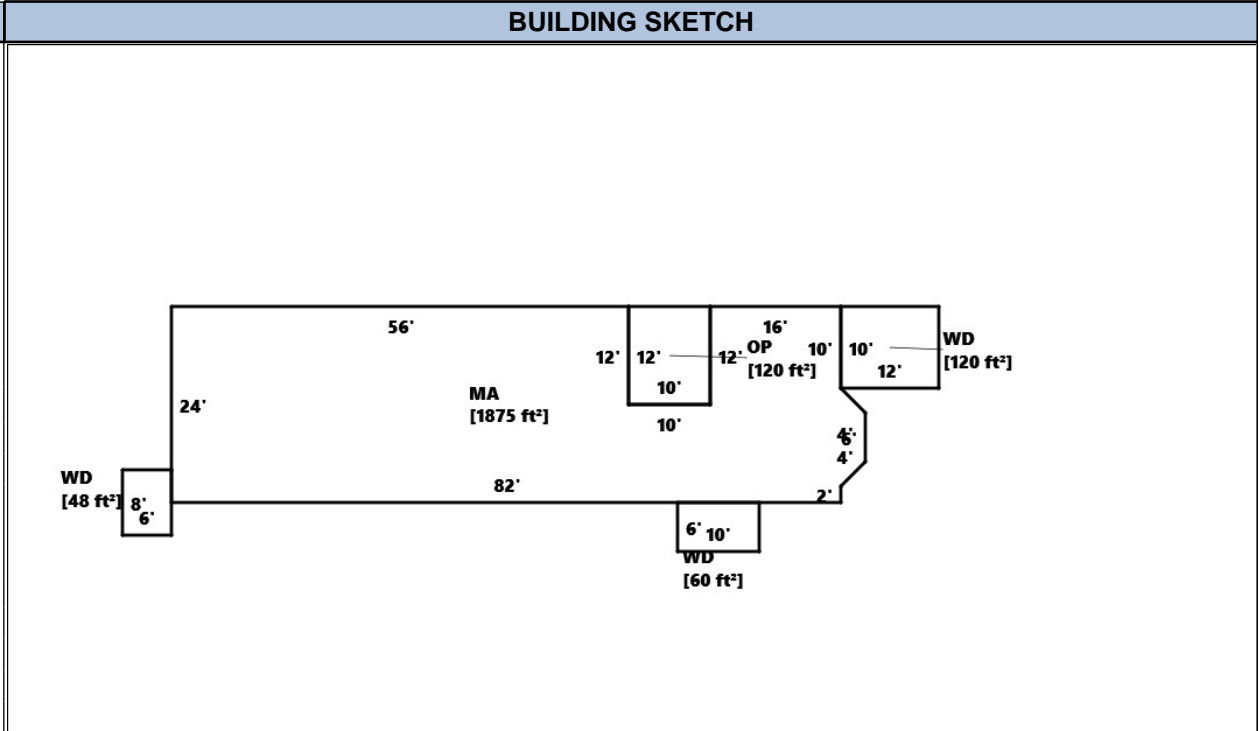 BUILDING SKETCH
56'
16'
12'
12'
12'
OP
[120 ft²]
10'
10'
WD
[120 ft²]
12'
10'
10'
MA
[1875 ft²]
24'
4'
6'
4'
2'
82'
WD
[48 ft²]
8'
6'
6'
10'
WD
[60 ft²]